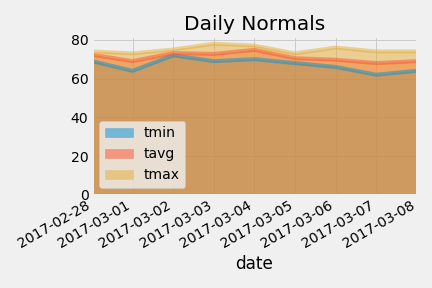 Daily Normals
80
60
40
20
0
tmin
tavg
tmax
2017-02-28
2017-03-01
2017-03-02
2017-03-03
2017-03-04
2017-03-05
2017-03-06
2017-03-07
2017-03-08
date